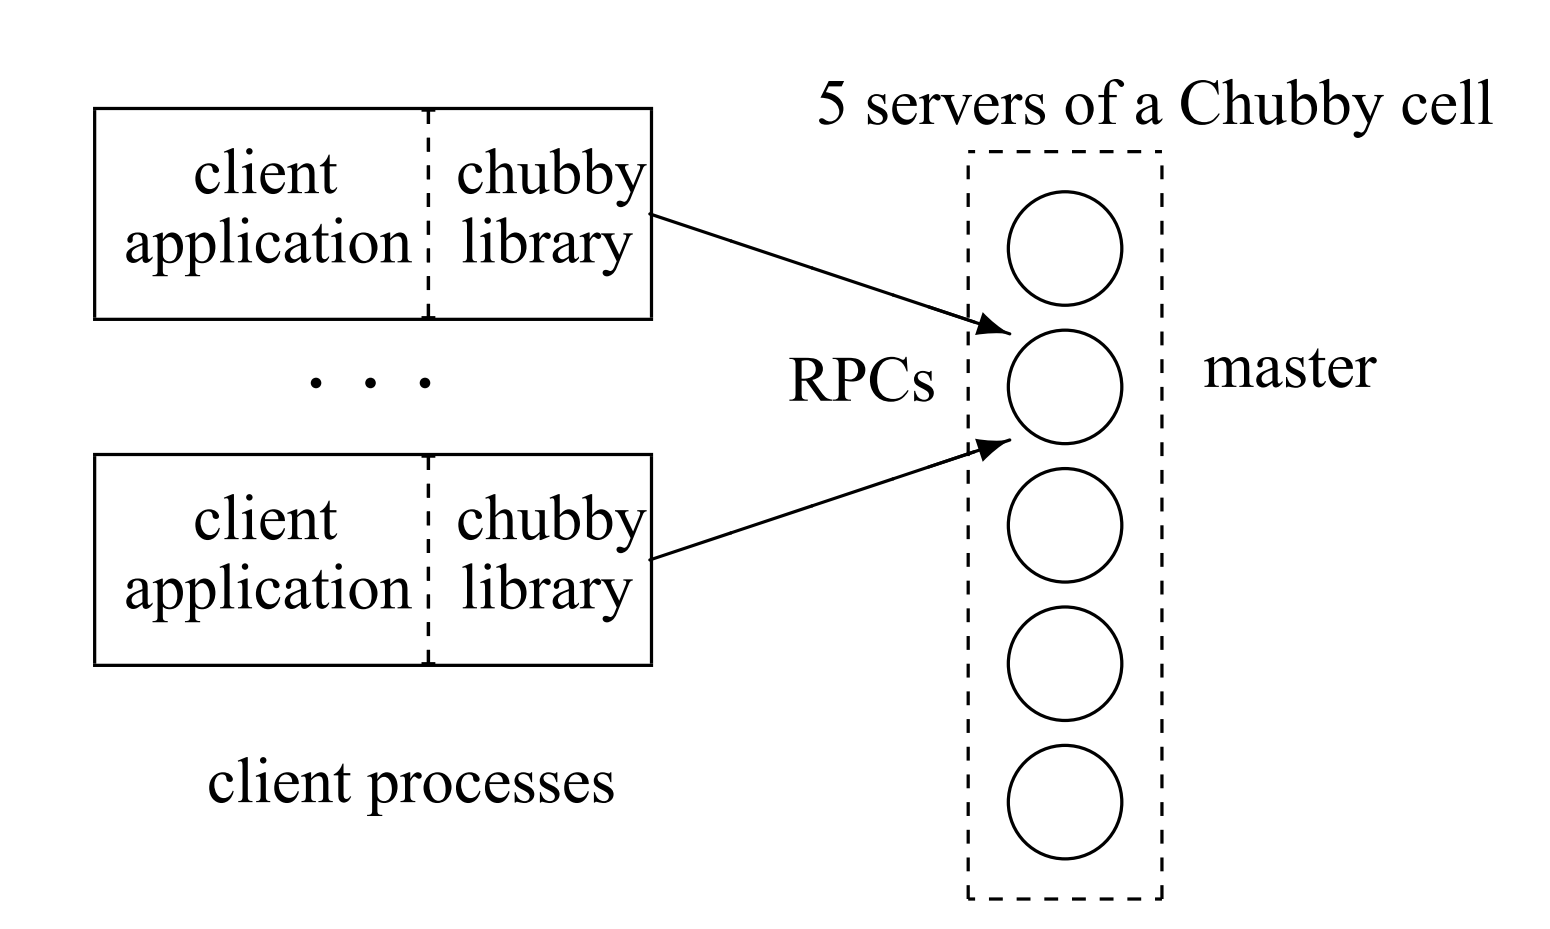 5 servers of a Chubby cell
client
application
chubby
library
. . .
RPCs
master
client
application
chubby
library
client processes